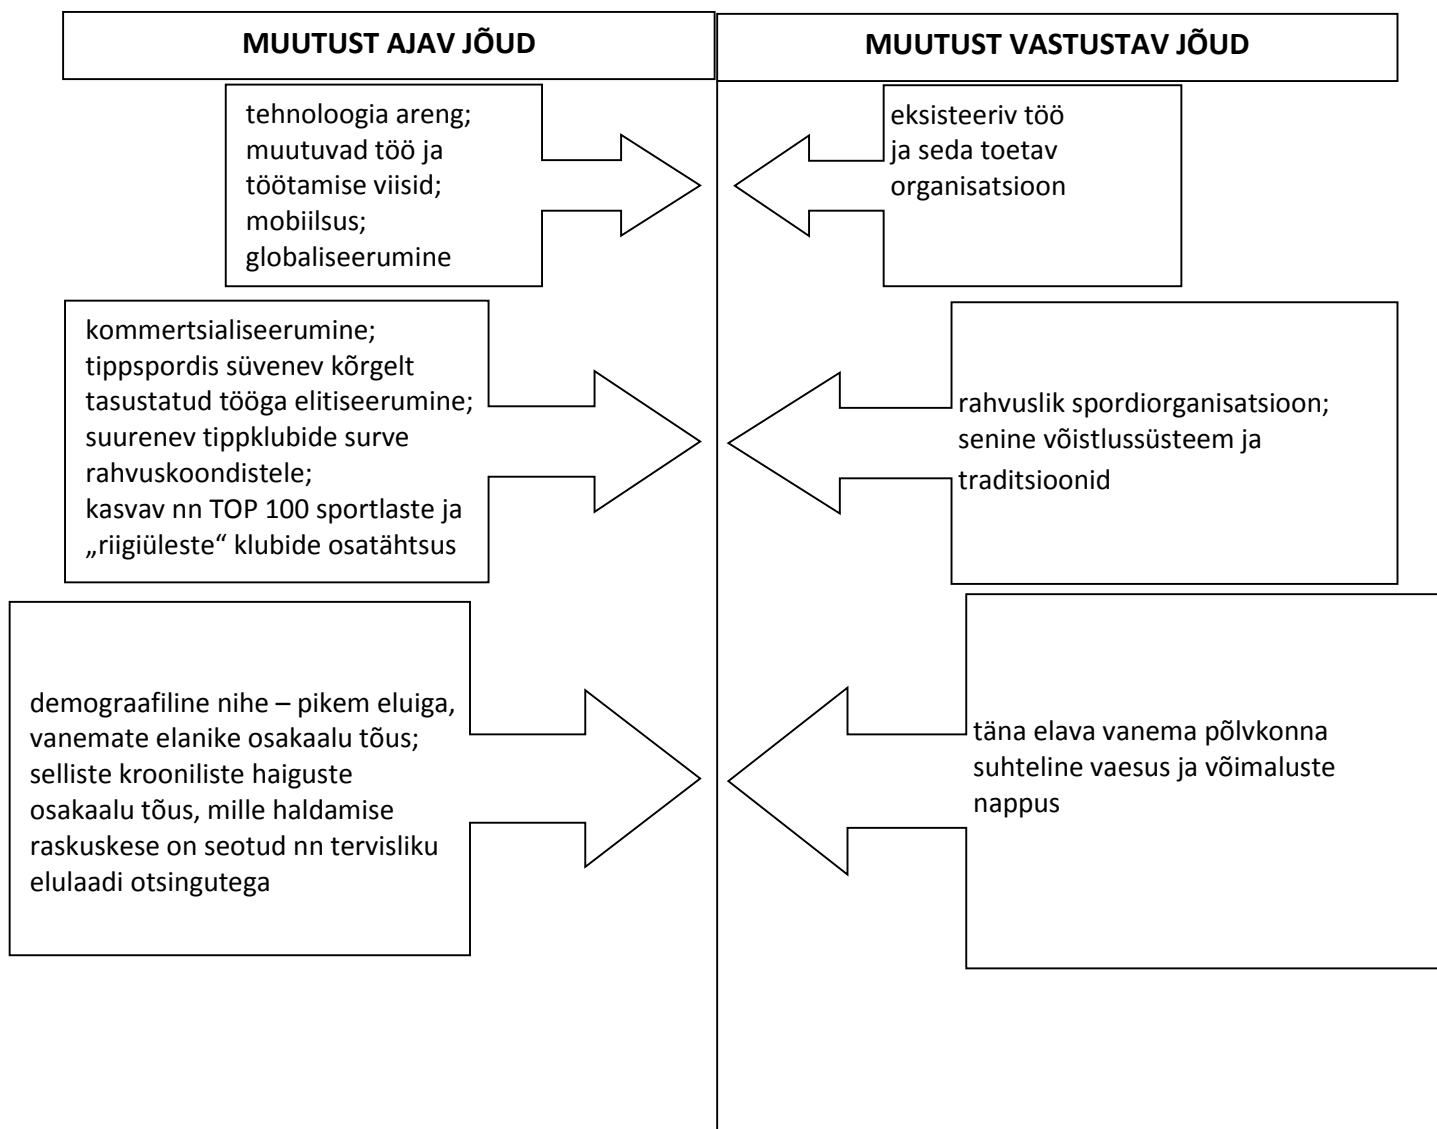 MUUTUST AJAV JÕUD
MUUTUST VASTUSTAV JÕUD
tehnoloogia areng;
muutuvad töö ja
töötamise viisid;
mobiilsus;
globaliseerumine
eksisteeriv töö
ja seda toetav
organisatsioon
kommertsialiseerumine;
tippspordis süvenev kõrgelt
tasustatud tööga elitiseerumine;
suurenev tippklubide surve
rahvuskoondistele;
kasvav nn TOP 100 sportlaste ja
„riigiüleste“ klubide osatähtsus
rahvuslik spordiorganisatsioon;
senine võistlussüsteem ja
traditsioonid
demograafiline nihe – pikem eluiga,
vanemate elanike osakaalu tõus;
selliste krooniliste haiguste
osakaalu tõus, mille haldamise
raskuskese on seotud nn tervisliku
elulaadi otsingutega
täna elava vanema põlvkonna
suhteline vaesus ja võimaluste
nappus